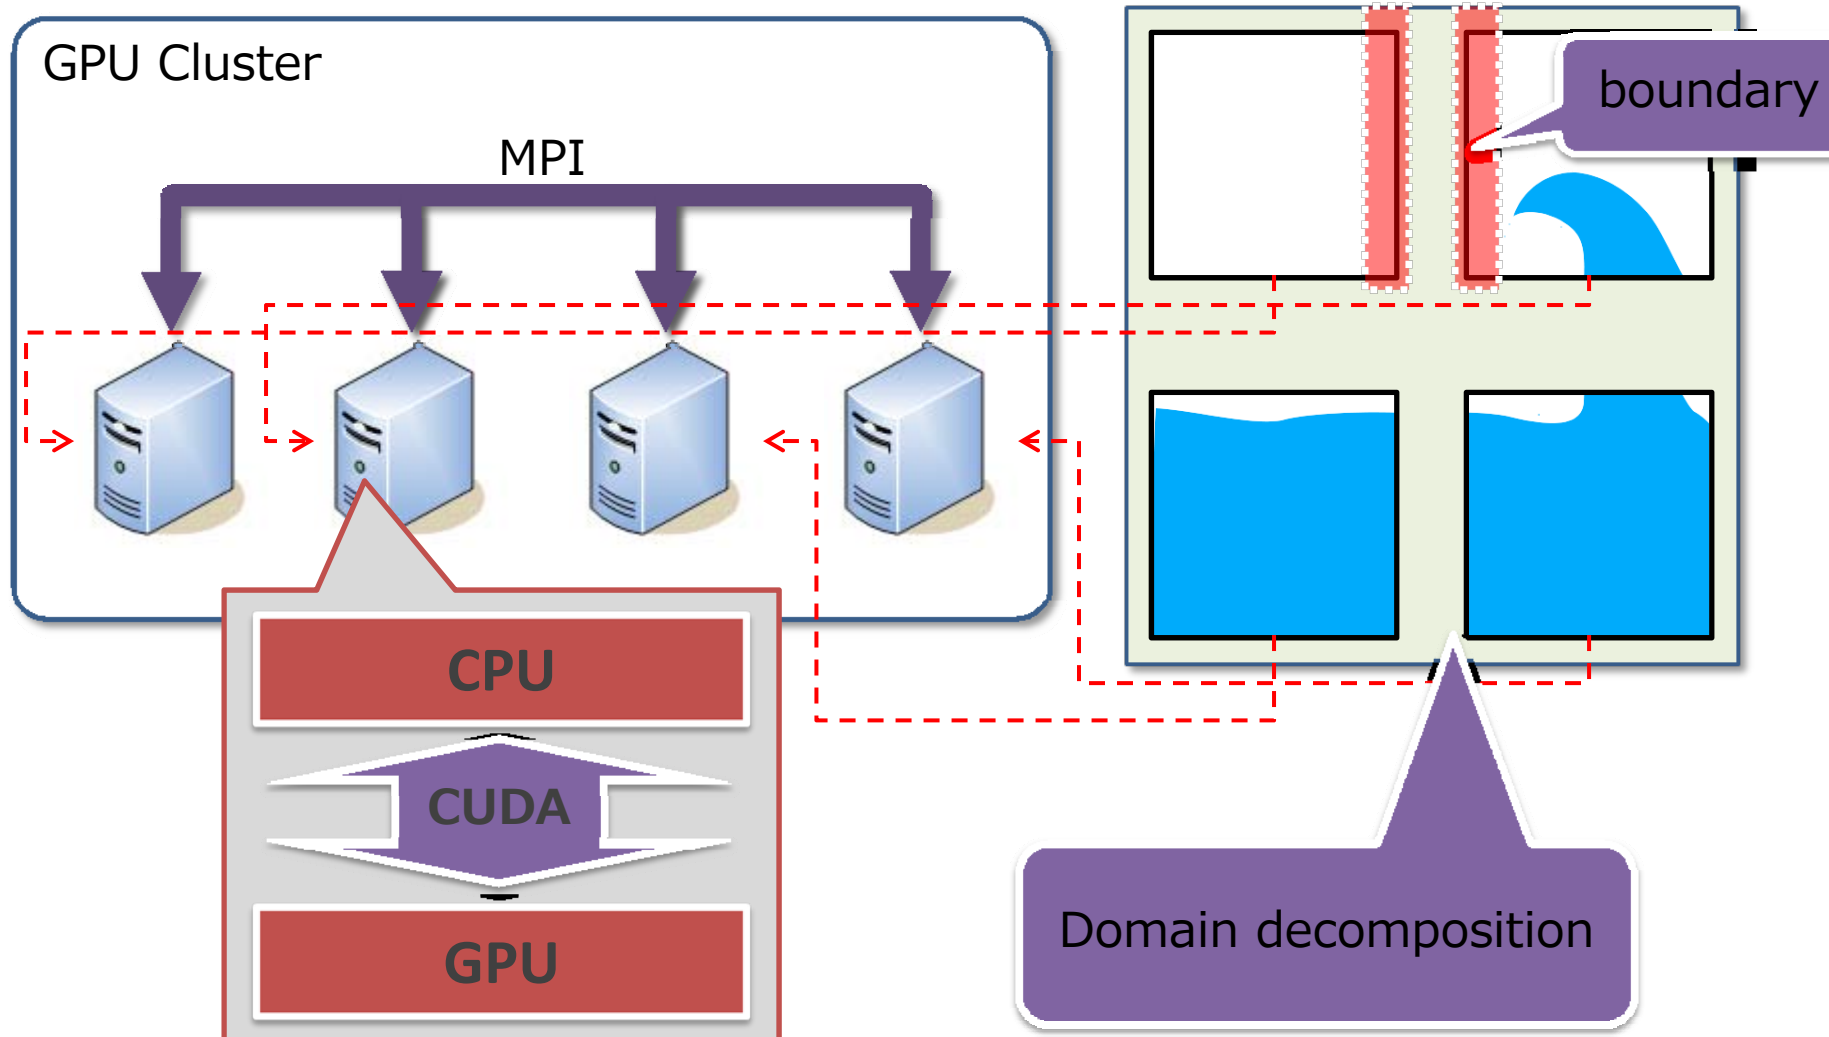 GPU Cluster
MPI
boundary
CPU
CUDA
GPU
Domain decomposition